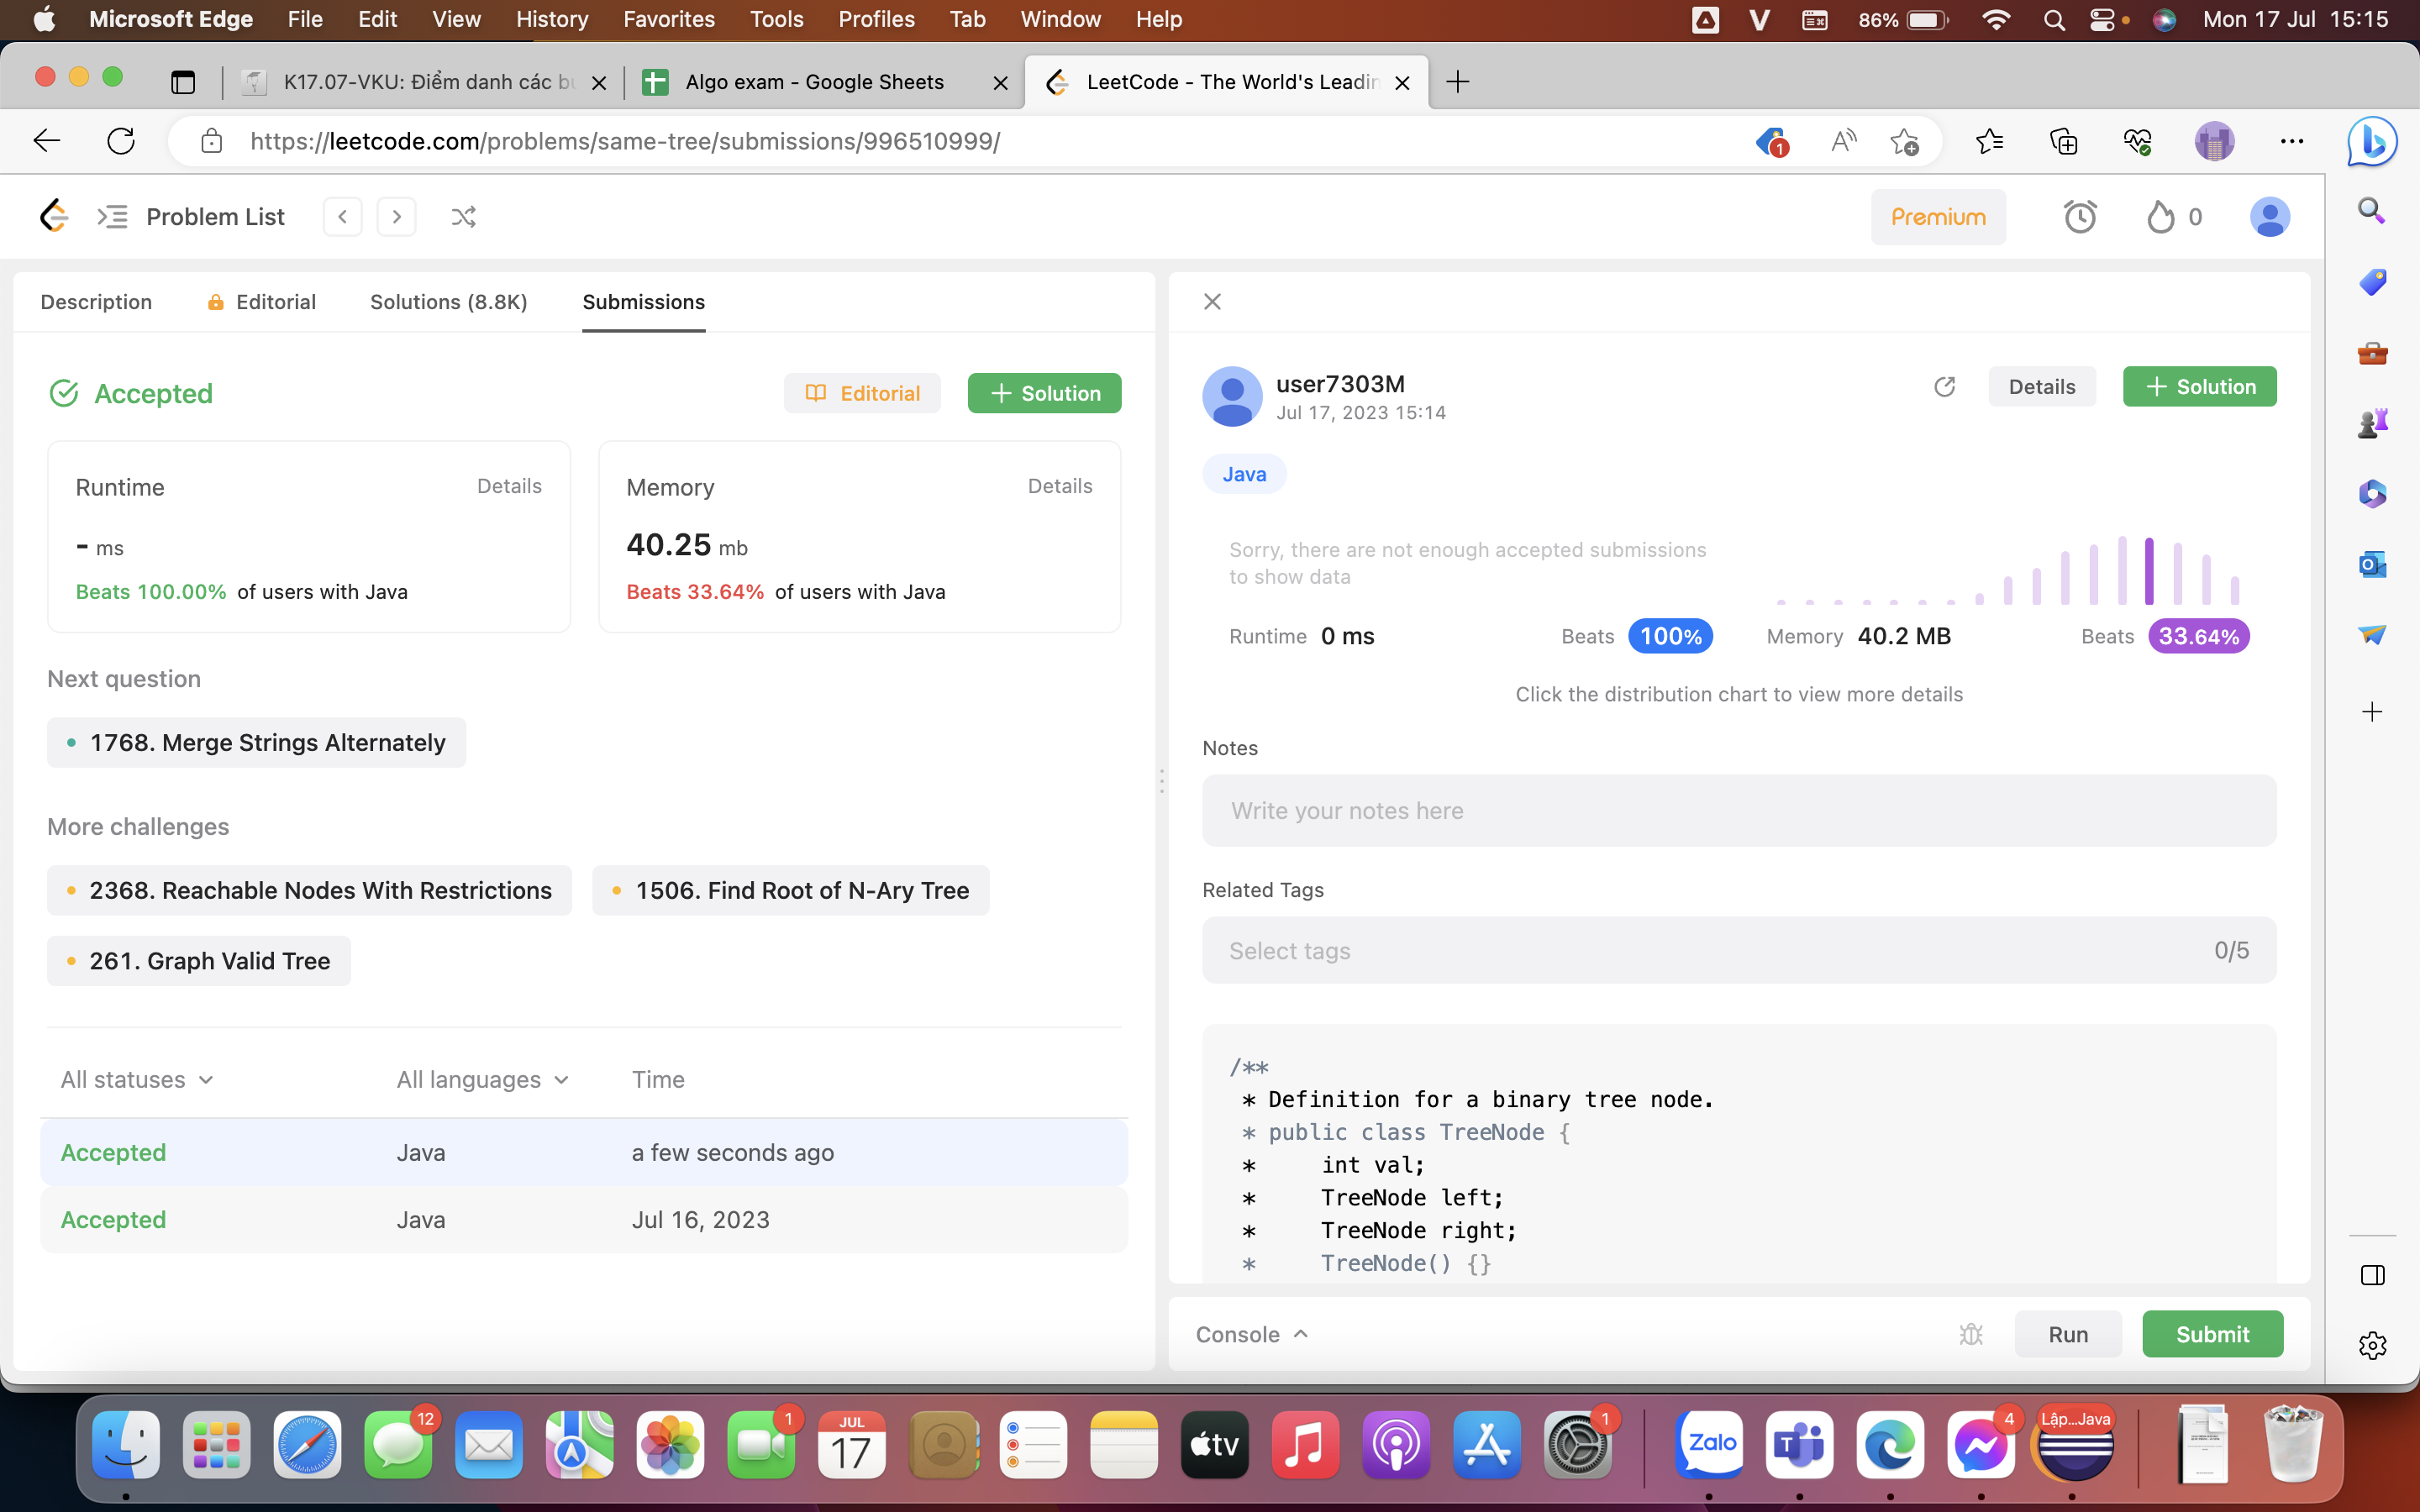 Microsoft Edge File Edit View History Favorites Tools Profiles Tab Window Help 86% Mon 17 Jul 15:15
K17.07-VKU: Điểm danh các bu Algo exam - Google Sheets LeetCode - The World's Leadin
https://leetcode.com/problems/same-tree/submissions/996510999/ 1
Problem List Premium 0
Description Editorial Solutions (8.8K) Submissions
Accepted Editorial Solution
Runtime Details
- ms
Beats 100.00% of users with Java
Memory Details
40.25 mb
Beats 33.64% of users with Java
Next question
1768. Merge Strings Alternately
More challenges
2368. Reachable Nodes With Restrictions 1506. Find Root of N-Ary Tree
261. Graph Valid Tree
All statuses All languages Time
Accepted Java a few seconds ago
Accepted Java Jul 16, 2023
user7303M Details Solution
Jul 17, 2023 15:14
Java
Sorry, there are not enough accepted submissions
to show data
Runtime 0 ms Beats 100% Memory 40.2 MB Beats 33.64%
Click the distribution chart to view more details
Notes
Write your notes here
Related Tags
Select tags 0/5
/**
* Definition for a binary tree node.
* public class TreeNode {
* int val;
* TreeNode left;
* TreeNode right;
* TreeNode() {}
Console Run Submit
12 1 JUL 1 4 Lập...Java
17 tv Zalo T